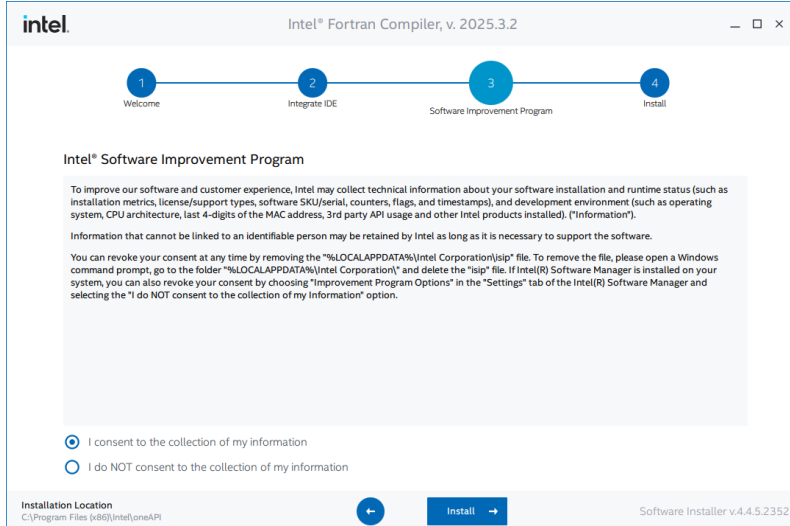 intel.
Intel® Fortran Compiler, v. 2025.3.2
1
2
3
4
Welcome
Integrate IDE
Software Improvement Program
Install
Intel® Software Improvement Program
To improve our software and customer experience, Intel may collect technical information about your software installation and runtime status (such as
installation metrics, license/support types, software SKU/serial, counters, flags, and timestamps), and development environment (such as operating
system, CPU architecture, last 4-digits of the MAC address, 3rd party API usage and other Intel products installed). ("Information").
Information that cannot be linked to an identifiable person may be retained by Intel as long as it is necessary to support the software.
You can revoke your consent at any time by removing the "%LOCALAPPDATA%\Intel Corporation\isip" file. To remove the file, please open a Windows
command prompt, go to the folder "%LOCALAPPDATA%\Intel Corporation\" and delete the "isip" file. If Intel(R) Software Manager is installed on your
system, you can also revoke your consent by choosing "Improvement Program Options" in the "Settings" tab of the Intel(R) Software Manager and
selecting the "I do NOT consent to the collection of my Information" option.
I consent to the collection of my information
I do NOT consent to the collection of my information
Installation Location
C:\Program Files (x86)\Intel\oneAPI
Install
Software Installer v.4.4.5.2352